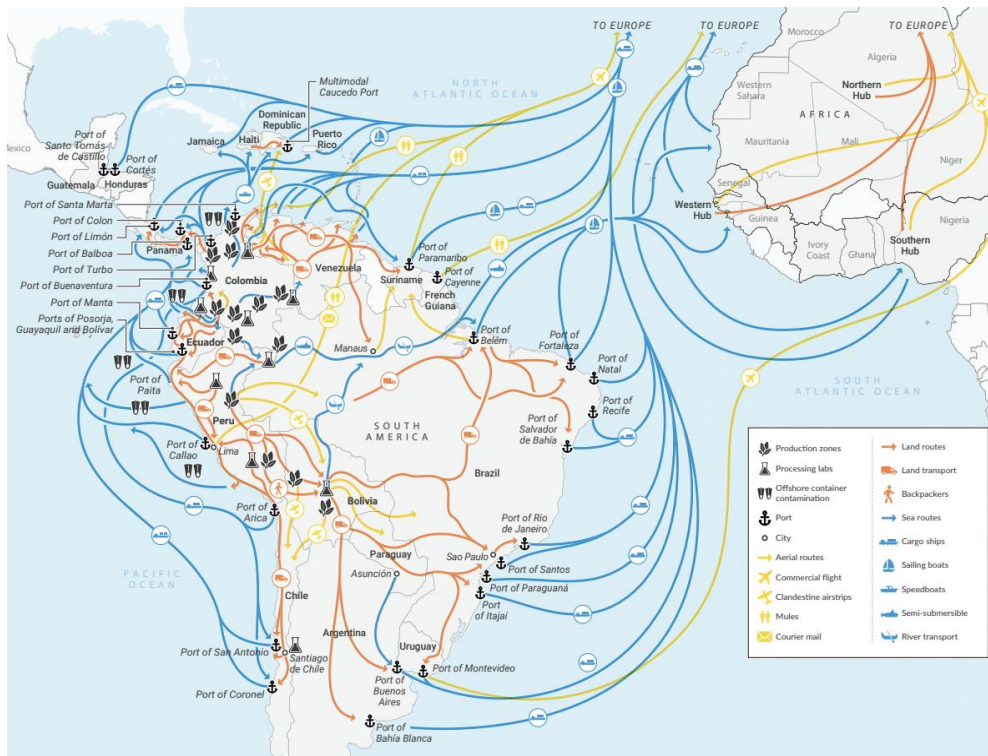 TO EUROPE
TO EUROPE
TO EUROPE
Morocco
Algeria
Western
Sahara
Northern
Hub
AFRICA
Mauritania
Mali
Niger
Senegal
Western
Hub
Guinea
Ivory
Coast
Ghana
Nigeria
Southern
Hub
NORTH
ATLANTIC OCEAN
Multimodal
Caucedo Port
Dominican
Republic
Puerto
Rico
Jamaica
Haiti
Mexico
Port of
Santo Tomás
de Castillo
Port of
Cortés
Guatemala
Honduras
Port of Santa Marta
Port of Colon
Port of Limón
Panama
Port of Balboa
Port of Turbo
Port of Buenaventura
Port of Manta
Ports of Posorja,
Guayaquil and Bolívar
Venezuela
Colombia
Port of
Paramaribo
Port of
Cayenne
Suriname
French
Guiana
Ecuador
Manaus
Port of
Belém
Port of
Fortaleza
Port of
Natal
Port of
Recife
Port of
Salvador
de Bahía
SOUTH
ATLANTIC OCEAN
Port of
Paita
Peru
SOUTH
AMERICA
Port of
Callao
Lima
Brazil
Bolivia
Port of
Arica
Port of Rio
de Janeiro
Paraguay
Sao Paulo
Port of Santos
Asunción
Port of Paraguaná
Port
of
Itajaí
PACIFIC
OCEAN
Chile
Argentina
Uruguay
Port of San Antonio
Santiago
de Chile
Port of Montevideo
Port of
Buenos
Aires
Port of Coronel
Port of
Bahía Blanca
Production zones
Processing labs
Offshore container
contamination
Port
City
Aerial routes
Commercial flight
Clandestine airstrips
Mules
Courier mail
Land routes
Land transport
Backpackers
Sea routes
Cargo ships
Sailing boats
Speedboats
Semi-submersible
River transport